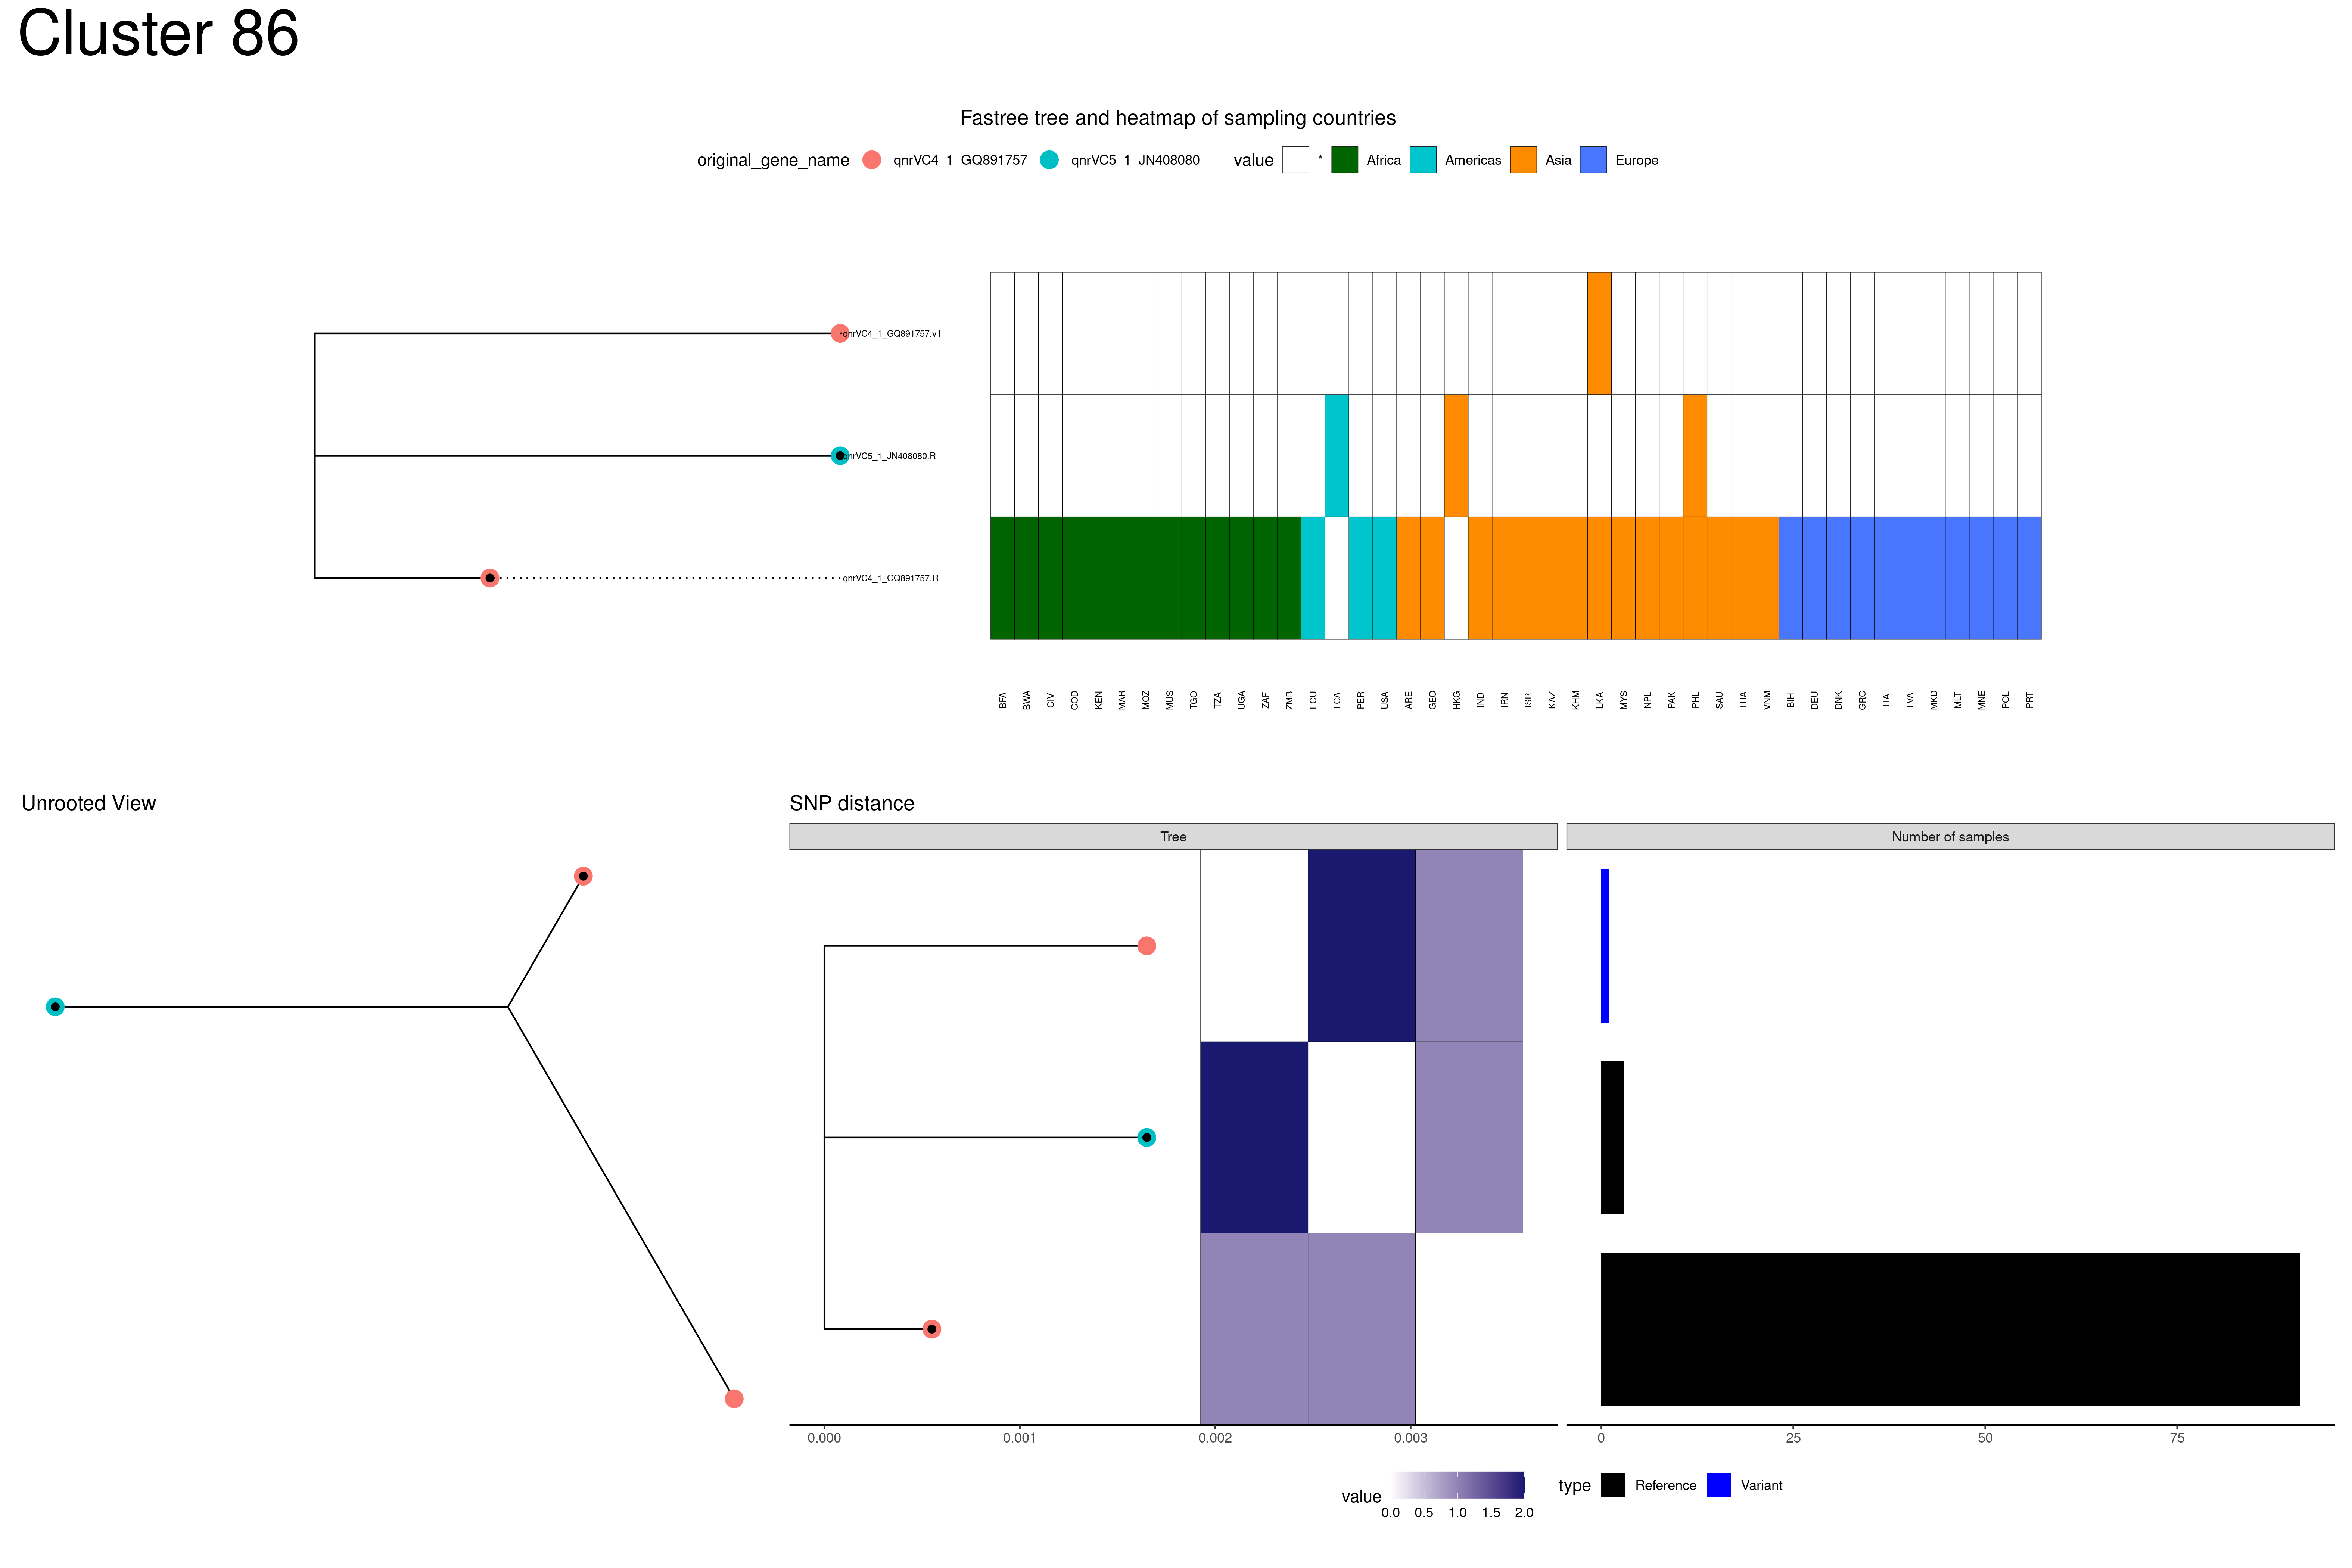 Cluster 86
Fastree tree and heatmap of sampling countries
original_gene_name qnrVC4_1_GQ891757 qnrVC5_1_JN408080 value * Africa Americas Asia Europe
qnrVC4_1_GQ891757.v1
qnrVC5_1_JN408080.R
qnrVC4_1_GQ891757.R
BFA BWA CIV COD KEN MAR MOZ MUS TGO TZA UGA ZAF ZMB ECU LCA PER USA ARE GEO HKG IND IRN ISR KAZ KHM LKA MYS NPL PAK PHL SAU THA VNM BIH DEU DNK GRC ITA LVA MKD MLT MNE POL PRT
Unrooted View
SNP distance
Tree
Number of samples
0.000 0.001 0.002 0.003
0 25 50 75
value
0.0 0.5 1.0 1.5 2.0
type Reference Variant